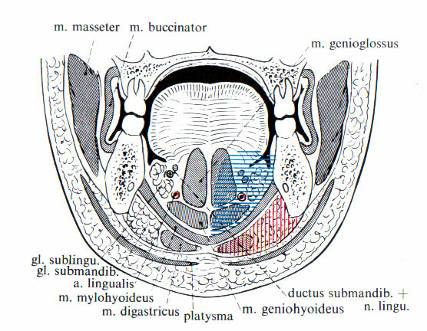 m. masseter m. buccinator
m. genioglossus
gl. sublingu.
gl. submandib.
a. lingualis
m. mylohyoideus
m. digastricus
platysma
m. geniohyoideus
ductus submandib. +
n. lingu.